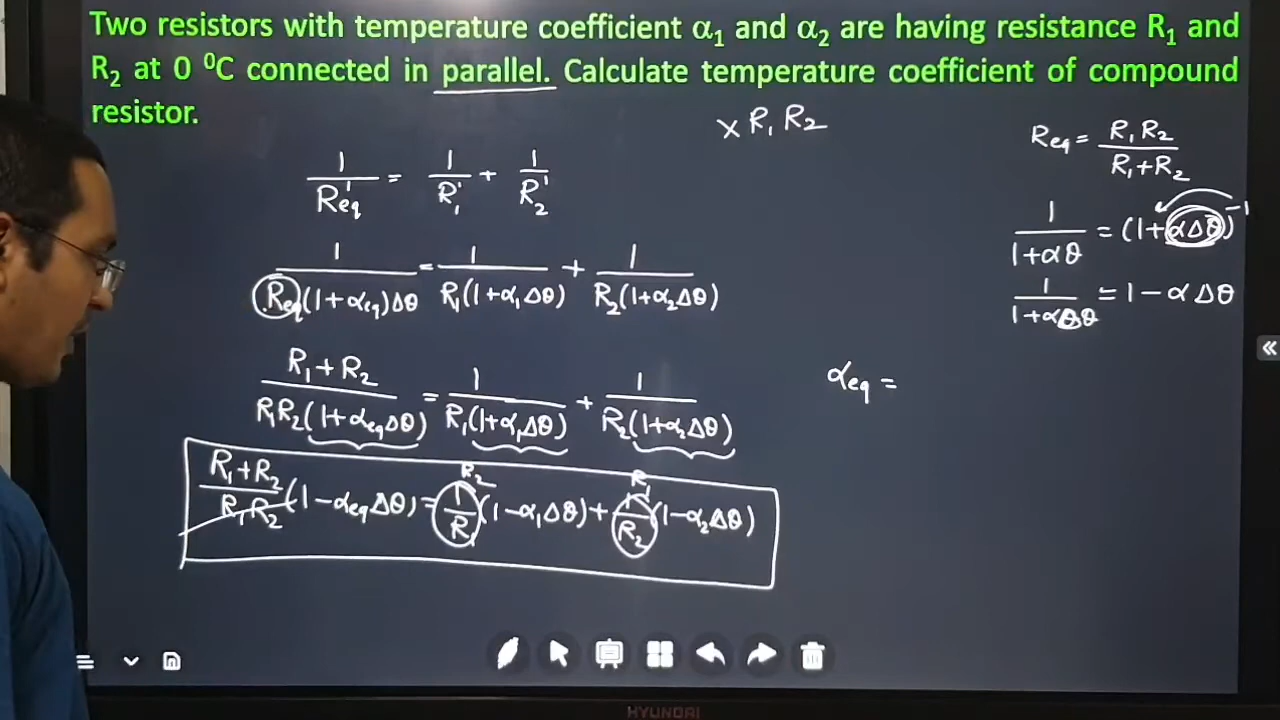 Two resistors with temperature coefficient α₁ and α₂ are having resistance R₁ and
R₂ at 0 ⁰C connected in parallel. Calculate temperature coefficient of compound
resistor.
× R₁ R₂
Req = R₁R₂ / (R₁+R₂)
1/R'eq = 1/R'₁ + 1/R'₂
1/(1+αθ) = (1+αΔθ)⁻¹
1/(Req(1+αeq)Δθ) = 1/(R₁(1+α₁Δθ)) + 1/(R₂(1+α₂Δθ))
1/(1+αΔθ) = 1-αΔθ
(R₁+R₂)/(R₁R₂(1+αeqΔθ)) = 1/(R₁(1+α₁Δθ)) + 1/(R₂(1+α₂Δθ))
αeq =
R₂ R₁
(R₁+R₂)/(R₁R₂) (1-αeqΔθ) = 1/R₁ (1-α₁Δθ) + 1/R₂ (1-α₂Δθ)
HYUNDAI